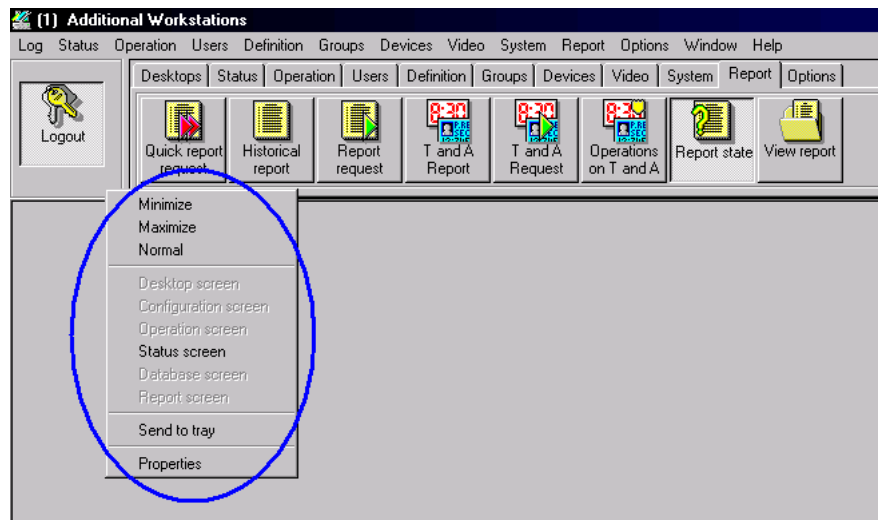 (1) Additional Workstations
Log Status Operation Users Definition Groups Devices Video System Report Options Window Help
Desktops Status Operation Users Definition Groups Devices Video System Report Options
Logout
Quick report request
Historical report
Report request
T and A Report
T and A Request
Operations on T and A
Report state
View report
Minimize
Maximize
Normal
Desktop screen
Configuration screen
Operation screen
Status screen
Database screen
Report screen
Send to tray
Properties